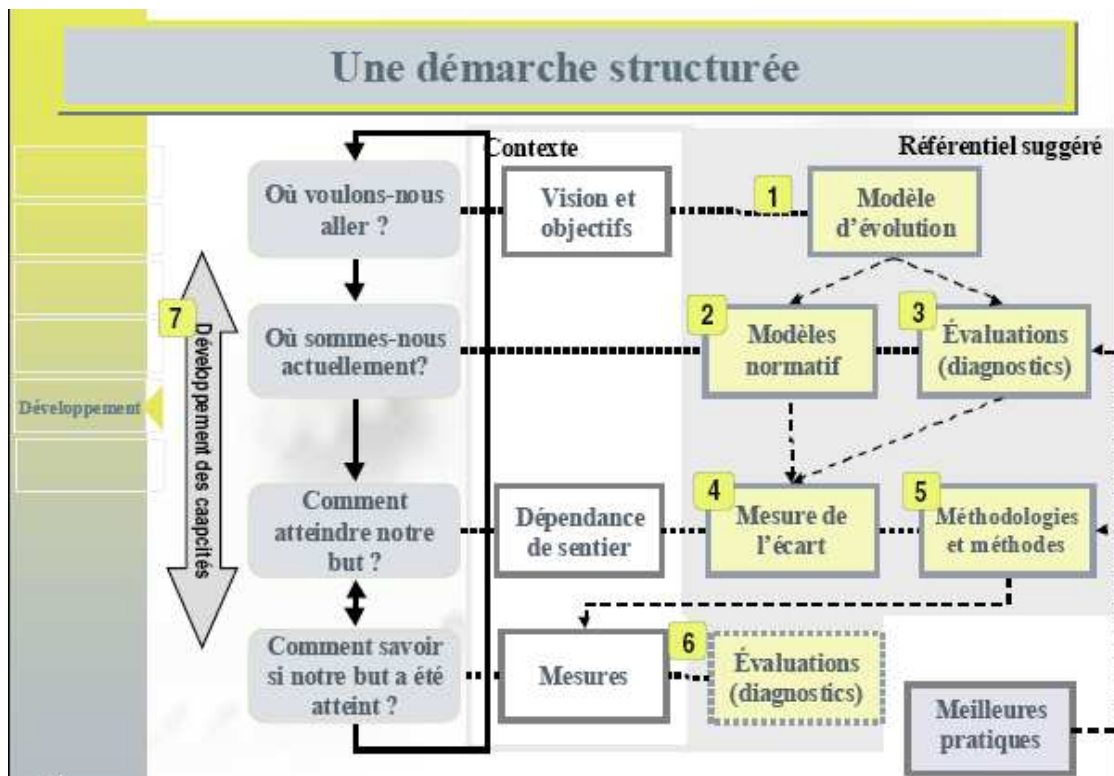 Une démarche structurée
Contexte
Référentiel suggéré
Où voulons-nous
aller ?
Vision et
objectifs
1
Modèle
d'évolution
7
Développement des caapcités
Où sommes-nous
actuellement?
2
Modèles
normatif
3
Évaluations
(diagnostics)
Développement
Comment
atteindre notre
but ?
Dépendance
de sentier
4
Mesure de
l'écart
5
Méthodologies
et méthodes
Comment savoir
si notre but a été
atteint ?
Mesures
6
Évaluations
(diagnostics)
Meilleures
pratiques